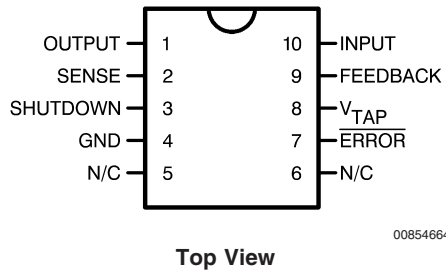 OUTPUT 1 10 INPUT
SENSE 2 9 FEEDBACK
SHUTDOWN 3 8 VTAP
GND 4 7 ERROR
N/C 5 6 N/C
00854664
Top View